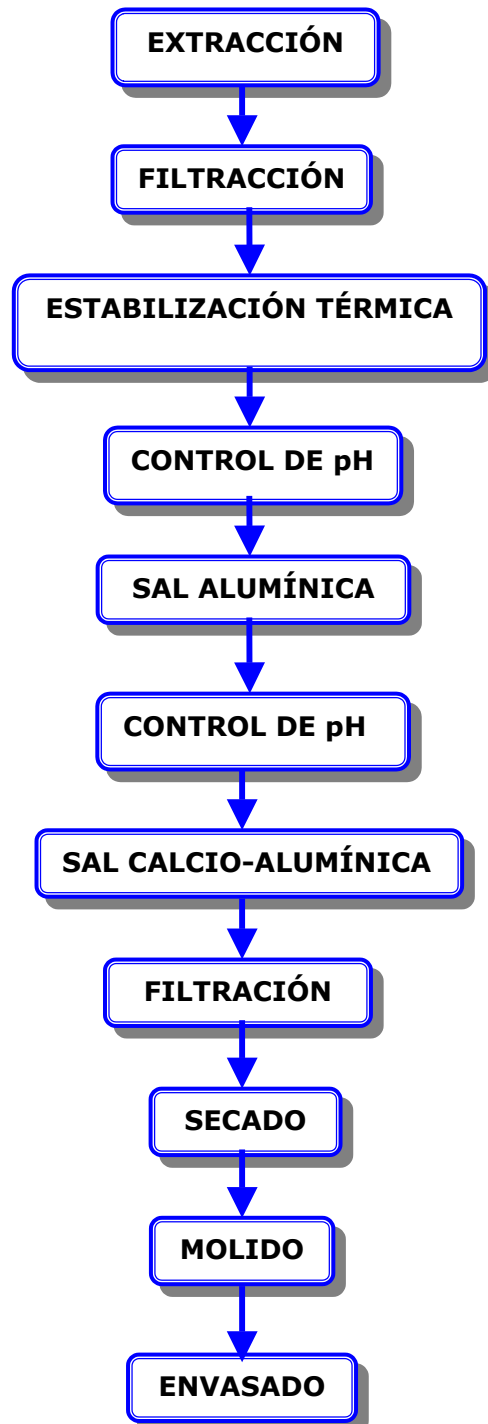 EXTRACCIÓN
FILTRACCIÓN
ESTABILIZACIÓN TÉRMICA
CONTROL DE pH
SAL ALUMÍNICA
CONTROL DE pH
SAL CALCIO-ALUMÍNICA
FILTRACIÓN
SECADO
MOLIDO
ENVASADO